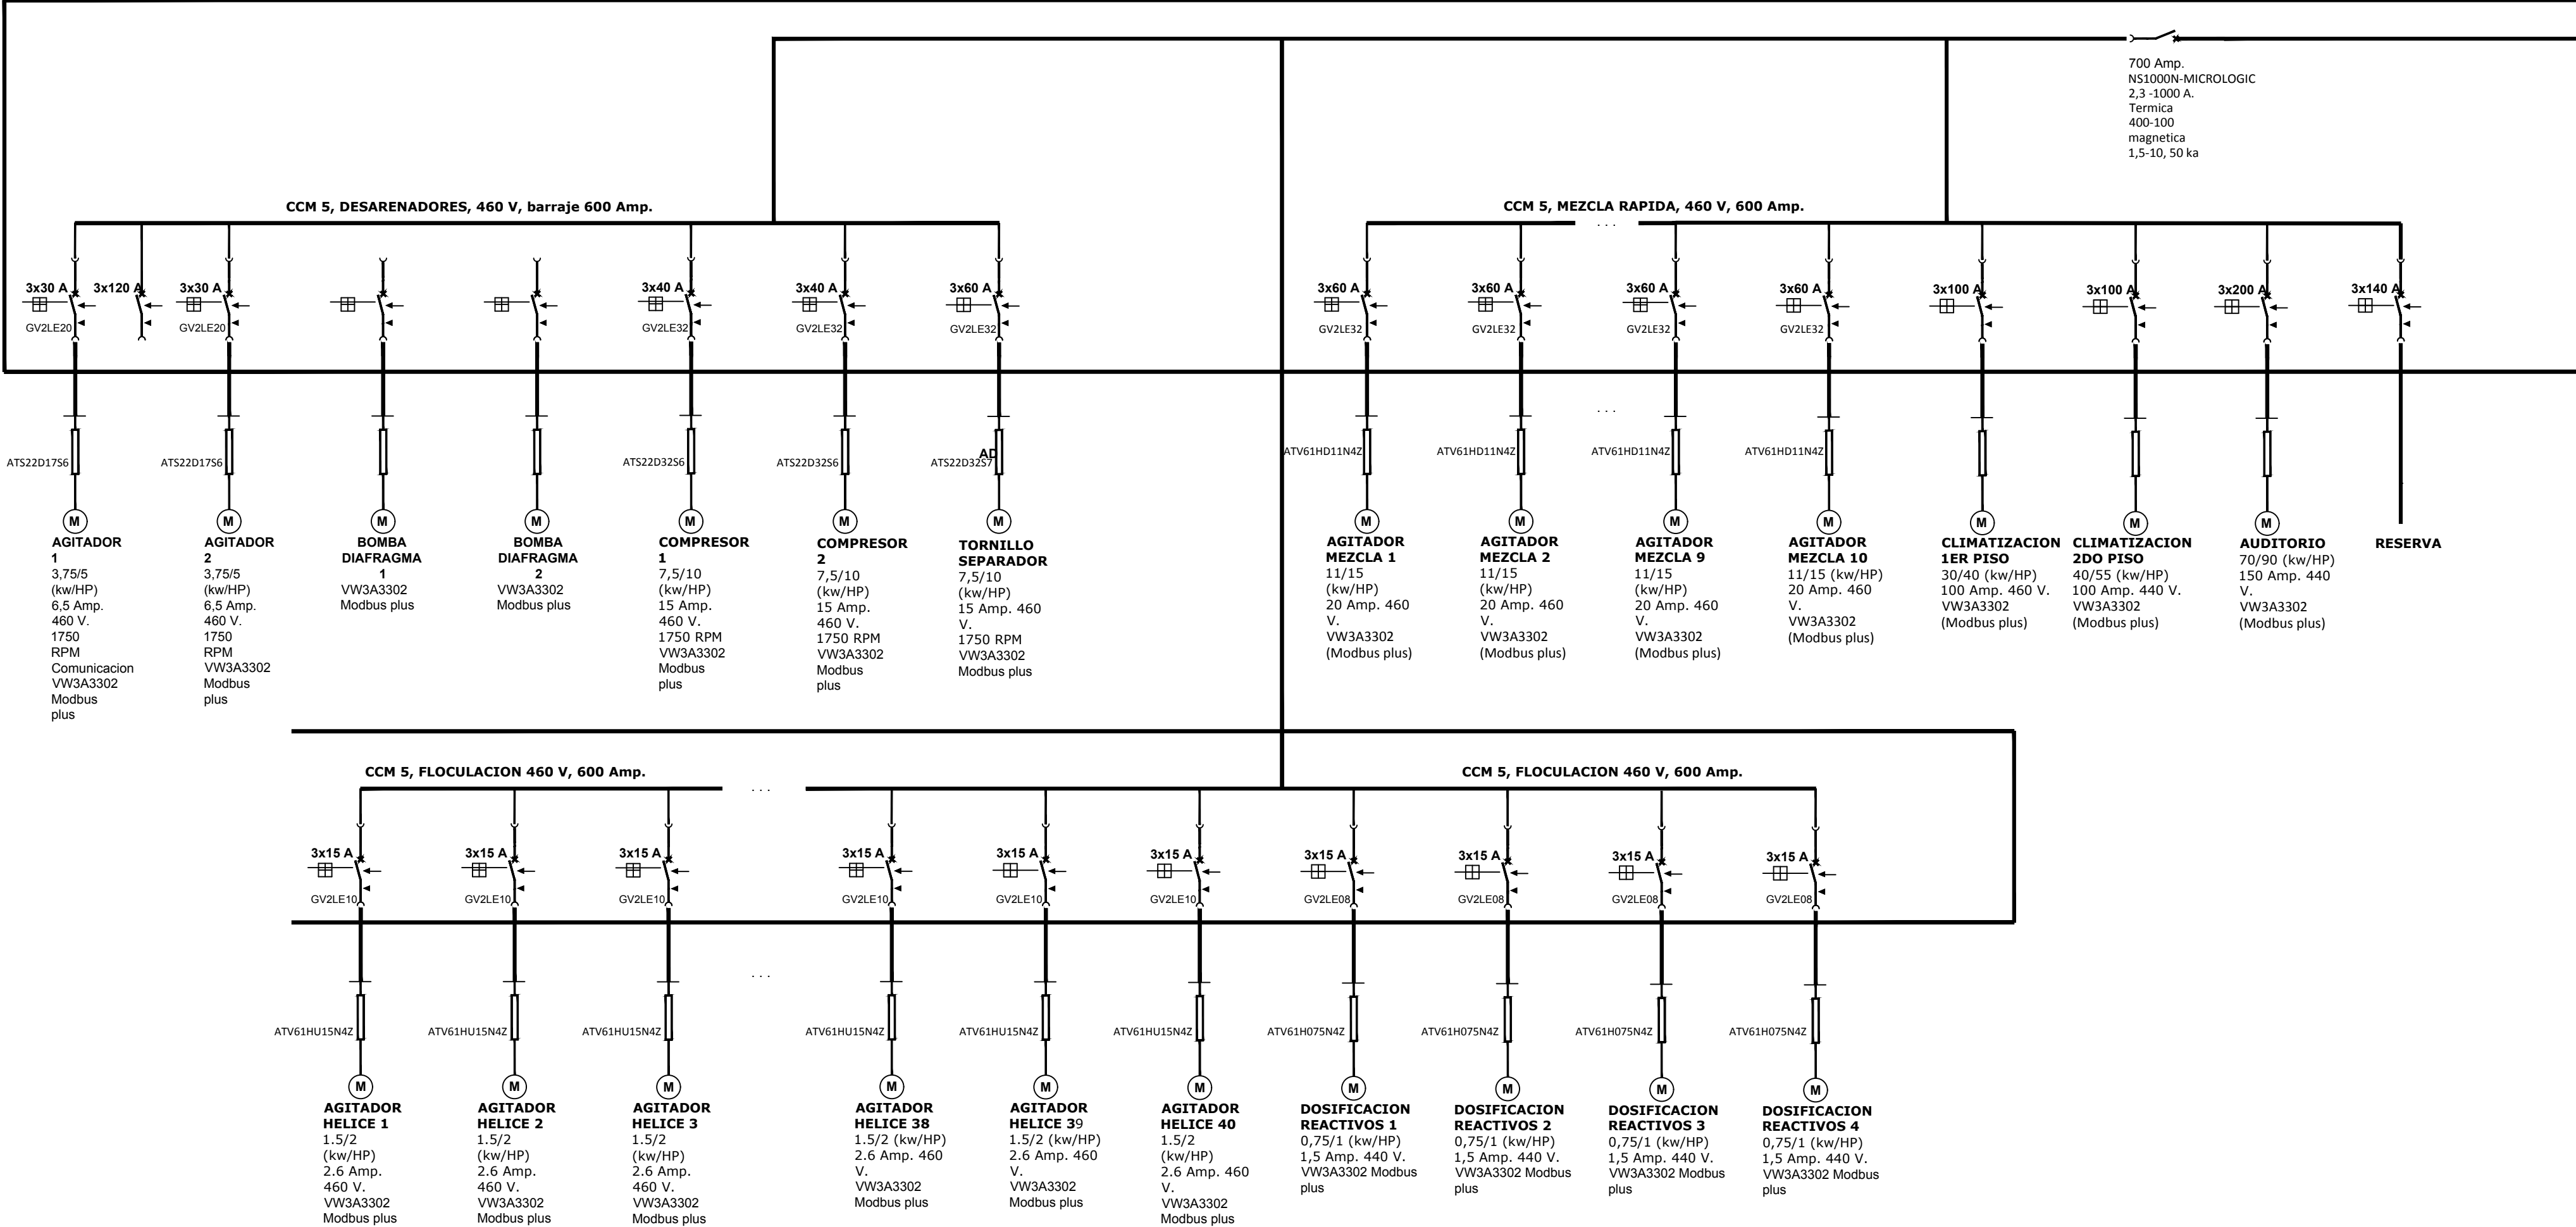 700 Amp.
NS1000N-MICROLOGIC
2,3 -1000 A.
Termica
400-100
magnetica
1,5-10, 50 ka
CCM 5, DESARENADORES, 460 V, barraje 600 Amp.
3x30 A
GV2LE20
3x120 A
3x30 A
GV2LE20
3x40 A
GV2LE32
3x40 A
GV2LE32
3x60 A
GV2LE32
ATS22D17S6
ATS22D17S6
ATS22D32S6
ATS22D32S6
AD
ATS22D32S7
M
AGITADOR
1
3,75/5
(kw/HP)
6,5 Amp.
460 V.
1750
RPM
Comunicacion
VW3A3302
Modbus
plus
M
AGITADOR
2
3,75/5
(kw/HP)
6,5 Amp.
460 V.
1750
RPM
VW3A3302
Modbus
plus
M
BOMBA
DIAFRAGMA
1
VW3A3302
Modbus plus
M
BOMBA
DIAFRAGMA
2
VW3A3302
Modbus plus
M
COMPRESOR
1
7,5/10
(kw/HP)
15 Amp.
460 V.
1750 RPM
VW3A3302
Modbus
plus
M
COMPRESOR
2
7,5/10
(kw/HP)
15 Amp.
460 V.
1750 RPM
VW3A3302
Modbus
plus
M
TORNILLO
SEPARADOR
7,5/10
(kw/HP)
15 Amp. 460
V.
1750 RPM
VW3A3302
Modbus plus
CCM 5, MEZCLA RAPIDA, 460 V, 600 Amp.
. . .
3x60 A
GV2LE32
3x60 A
GV2LE32
3x60 A
GV2LE32
3x60 A
GV2LE32
3x100 A
3x100 A
3x200 A
3x140 A
. . .
ATV61HD11N4Z
ATV61HD11N4Z
ATV61HD11N4Z
ATV61HD11N4Z
M
AGITADOR
MEZCLA 1
11/15
(kw/HP)
20 Amp. 460
V.
VW3A3302
(Modbus plus)
M
AGITADOR
MEZCLA 2
11/15
(kw/HP)
20 Amp. 460
V.
VW3A3302
(Modbus plus)
M
AGITADOR
MEZCLA 9
11/15
(kw/HP)
20 Amp. 460
V.
VW3A3302
(Modbus plus)
M
AGITADOR
MEZCLA 10
11/15 (kw/HP)
20 Amp. 460
V.
VW3A3302
(Modbus plus)
M
CLIMATIZACION
1ER PISO
30/40 (kw/HP)
100 Amp. 460 V.
VW3A3302
(Modbus plus)
M
CLIMATIZACION
2DO PISO
40/55 (kw/HP)
100 Amp. 440 V.
VW3A3302
(Modbus plus)
M
AUDITORIO
70/90 (kw/HP)
150 Amp. 440
V.
VW3A3302
(Modbus plus)
RESERVA
CCM 5, FLOCULACION 460 V, 600 Amp.
. . .
CCM 5, FLOCULACION 460 V, 600 Amp.
3x15 A
GV2LE10
3x15 A
GV2LE10
3x15 A
GV2LE10
3x15 A
GV2LE10
3x15 A
GV2LE10
3x15 A
GV2LE10
3x15 A
GV2LE08
3x15 A
GV2LE08
3x15 A
GV2LE08
3x15 A
GV2LE08
. . .
ATV61HU15N4Z
ATV61HU15N4Z
ATV61HU15N4Z
ATV61HU15N4Z
ATV61HU15N4Z
ATV61HU15N4Z
ATV61H075N4Z
ATV61H075N4Z
ATV61H075N4Z
ATV61H075N4Z
M
AGITADOR
HELICE 1
1.5/2
(kw/HP)
2.6 Amp.
460 V.
VW3A3302
Modbus plus
M
AGITADOR
HELICE 2
1.5/2
(kw/HP)
2.6 Amp.
460 V.
VW3A3302
Modbus plus
M
AGITADOR
HELICE 3
1.5/2
(kw/HP)
2.6 Amp.
460 V.
VW3A3302
Modbus plus
M
AGITADOR
HELICE 38
1.5/2 (kw/HP)
2.6 Amp. 460
V.
VW3A3302
Modbus plus
M
AGITADOR
HELICE 39
1.5/2 (kw/HP)
2.6 Amp. 460
V.
VW3A3302
Modbus plus
M
AGITADOR
HELICE 40
1.5/2
(kw/HP)
2.6 Amp. 460
V.
VW3A3302
Modbus plus
M
DOSIFICACION
REACTIVOS 1
0,75/1 (kw/HP)
1,5 Amp. 440 V.
VW3A3302 Modbus
plus
M
DOSIFICACION
REACTIVOS 2
0,75/1 (kw/HP)
1,5 Amp. 440 V.
VW3A3302 Modbus
plus
M
DOSIFICACION
REACTIVOS 3
0,75/1 (kw/HP)
1,5 Amp. 440 V.
VW3A3302 Modbus
plus
M
DOSIFICACION
REACTIVOS 4
0,75/1 (kw/HP)
1,5 Amp. 440 V.
VW3A3302 Modbus
plus